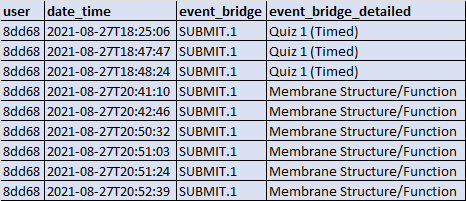 user date_time event_bridge event_bridge_detailed
8dd68 2021-08-27T18:25:06 SUBMIT.1 Quiz 1 (Timed)
8dd68 2021-08-27T18:47:47 SUBMIT.1 Quiz 1 (Timed)
8dd68 2021-08-27T18:48:24 SUBMIT.1 Quiz 1 (Timed)
8dd68 2021-08-27T20:41:10 SUBMIT.1 Membrane Structure/Function
8dd68 2021-08-27T20:42:46 SUBMIT.1 Membrane Structure/Function
8dd68 2021-08-27T20:50:32 SUBMIT.1 Membrane Structure/Function
8dd68 2021-08-27T20:51:03 SUBMIT.1 Membrane Structure/Function
8dd68 2021-08-27T20:51:24 SUBMIT.1 Membrane Structure/Function
8dd68 2021-08-27T20:52:39 SUBMIT.1 Membrane Structure/Function